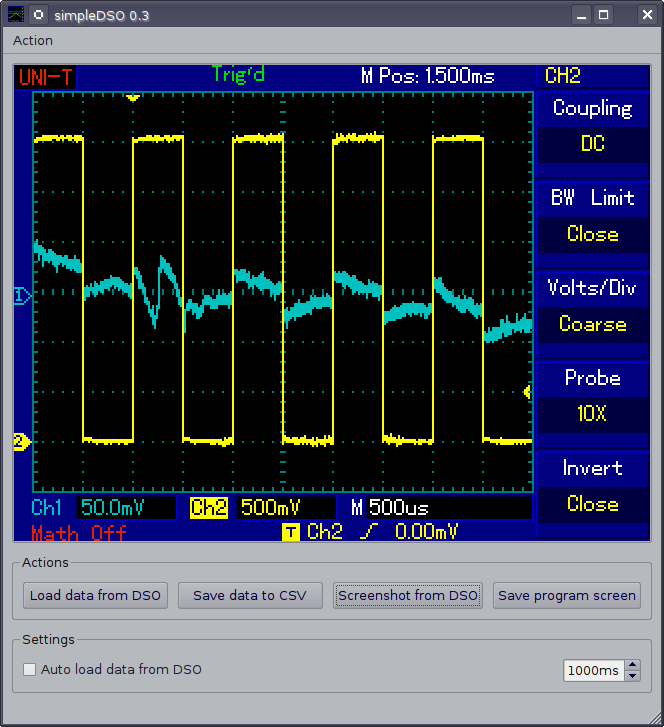 simpleDSO 0.3
Action
UNI-T Trig'd M Pos: 1.500ms CH2
Coupling
DC
BW Limit
Close
1
Volts/Div
Coarse
Probe
10X
2
Invert
Close
Ch1 50.0mV Ch2 500mV M 500us
Math Off T Ch2 0.00mV
Actions
Load data from DSO Save data to CSV Screenshot from DSO Save program screen
Settings
Auto load data from DSO 1000ms